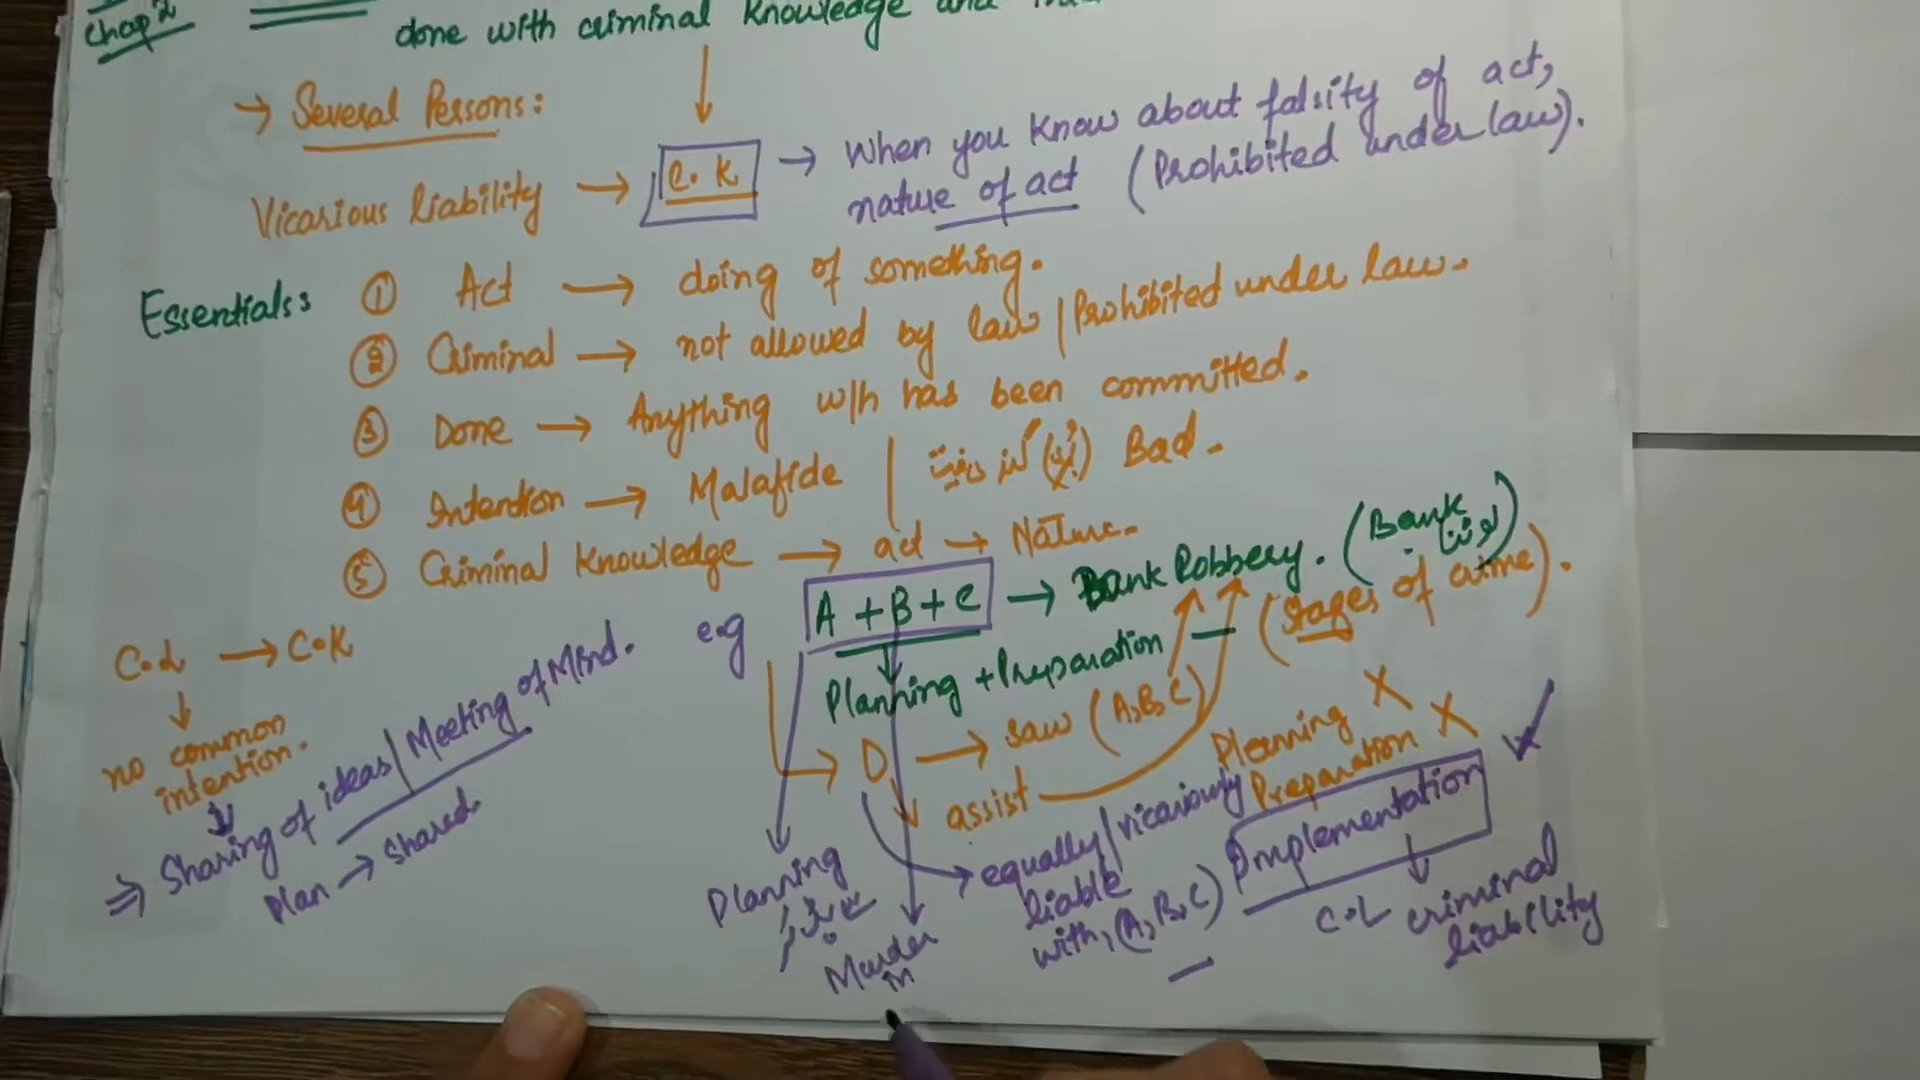 Chap 2
done with criminal knowledge and
→ Several Persons:
Vicarious liability → C.K → When you know about falsity of act,
nature of act (Prohibited under law).
Essentials:
① Act → doing of something.
② Criminal → not allowed by law / Prohibited under law.
③ Done → Anything w/h has been committed.
④ Intention → Malafide | Bad.
⑤ Criminal knowledge → act → Nature.
e.g A + B + C → Bank Robbery. (Bank لوٹنا)
Planning + Preparation — (Stages of crime).
C.L → C.K
no common
intention.
⇒ Sharing of ideas / Meeting of Mind.
Plan → shared
D → saw (A,B,C)
assist
Planning X
Preparation X
Implementation ✓
C.L criminal
liability
equally / vicariously
liable
with, (A, B, C)
Planning
Murder
in